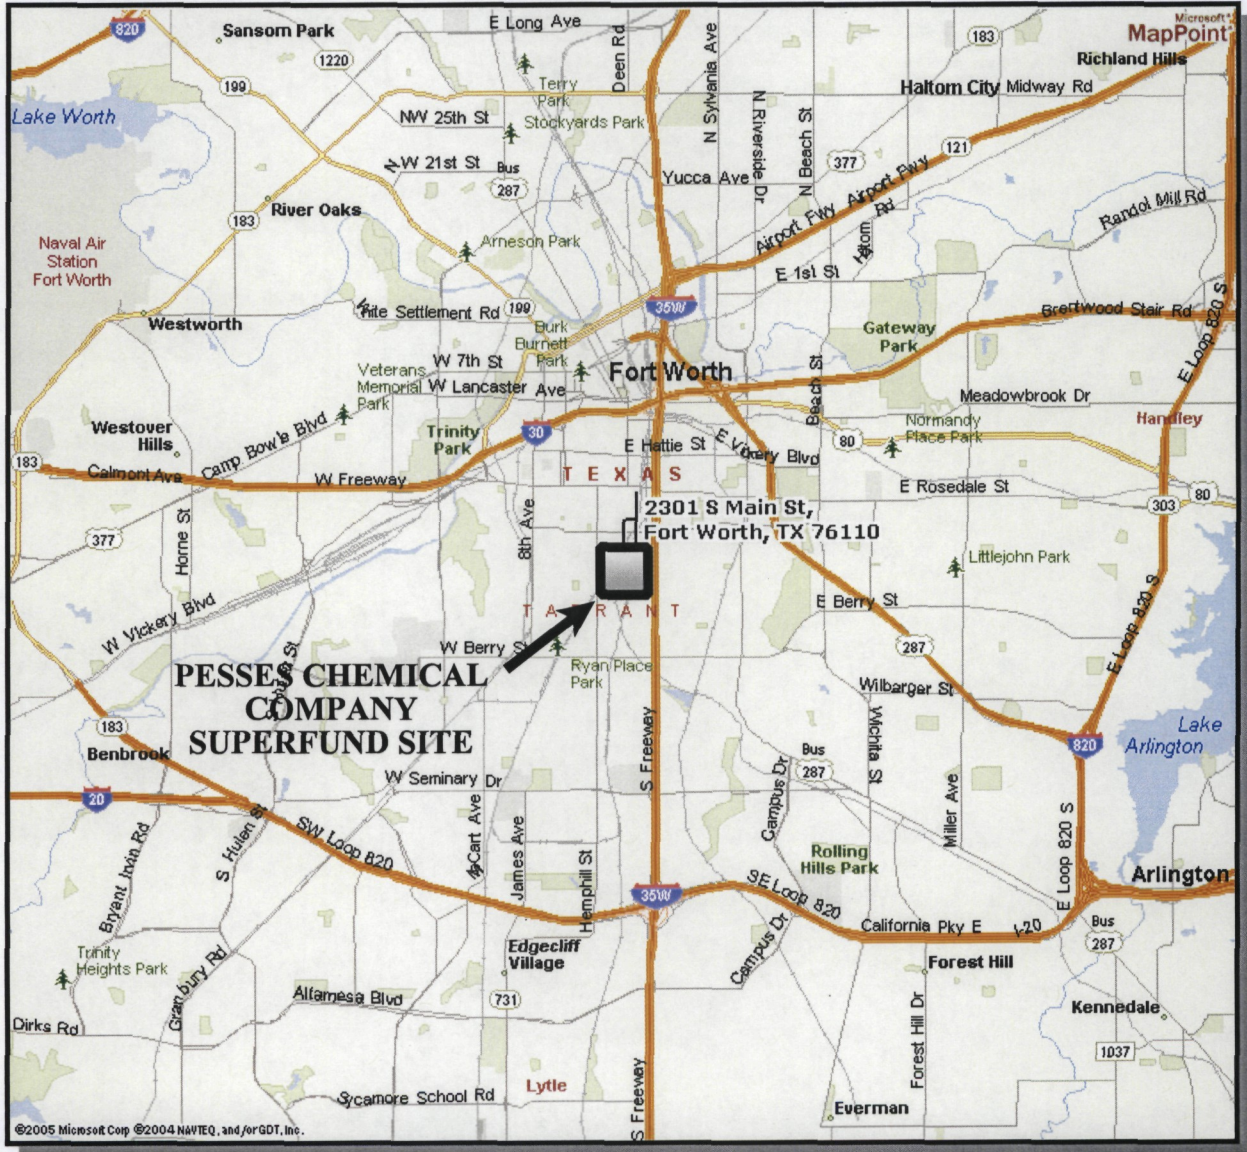 820
Sansom Park
E Long Ave
Deen Rd
N Sylvania Ave
183
Microsoft®
MapPoint
Richland Hills
1220
199
Terry
Park
Haltom City
Midway Rd
Lake Worth
NW 25th St
Stockyards Park
N Riverside Dr
N Beach St
121
377
NW 21st St
Bus
287
Yucca Ave
Airport Fwy
Airport Fwy
183
River Oaks
Randol Mill Rd
Haltom Rd
Naval Air
Station
Fort Worth
Arneson Park
E 1st St
199
35W
White Settlement Rd
Westworth
Burk
Burnett
Park
Gateway
Park
Brentwood Stair Rd
E Loop 820 S
W 7th St
Veterans
Memorial
Park
W Lancaster Ave
Fort Worth
Beach St
Meadowbrook Dr
Westover
Hills
Camp Bowie Blvd
Trinity
Park
30
E Hattie St
E Vickery Blvd
80
Normandy
Place Park
Handley
183
Calmont Ave
W Freeway
TEXAS
E Rosedale St
80
303
2301 S Main St,
Fort Worth, TX 76110
377
Horne St
8th Ave
Littlejohn Park
TARRANT
E Berry St
W Vickery Blvd
W Berry St
287
E Loop 820 S
Ryan Place
Park
PESSES CHEMICAL
COMPANY
SUPERFUND SITE
Wilbarger St
183
Benbrook
S Freeway
Wichita St
820
Lake
Arlington
Bus
287
W Seminary Dr
20
Campus Dr
Miller Ave
S Hulen St
SW Loop 820
McCart Ave
James Ave
Hemphill St
Bryant Irvin Rd
Rolling
Hills Park
E Loop 820 S
Arlington
35W
SE Loop 820
California Pky E
I-20
Bus
287
Campus Dr
Edgecliff
Village
Forest Hill
Trinity
Heights Park
Granbury Rd
731
Altamesa Blvd
Kennedale
Dirks Rd
Forest Hill Dr
1037
Lytle
Sycamore School Rd
S Freeway
Everman
©2005 Microsoft Corp ©2004 NAVTEQ, and/or GDT, Inc.